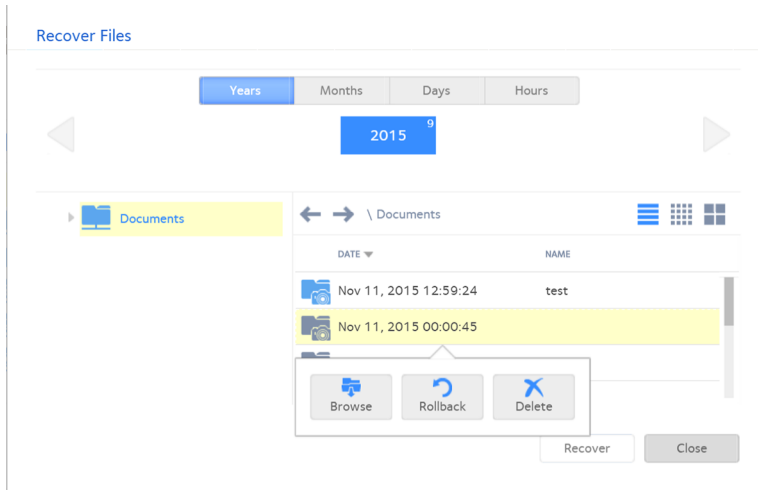 Recover Files
Years Months Days Hours
2015 9
Documents
\ Documents
DATE NAME
Nov 11, 2015 12:59:24 test
Nov 11, 2015 00:00:45
Browse Rollback Delete
Recover Close